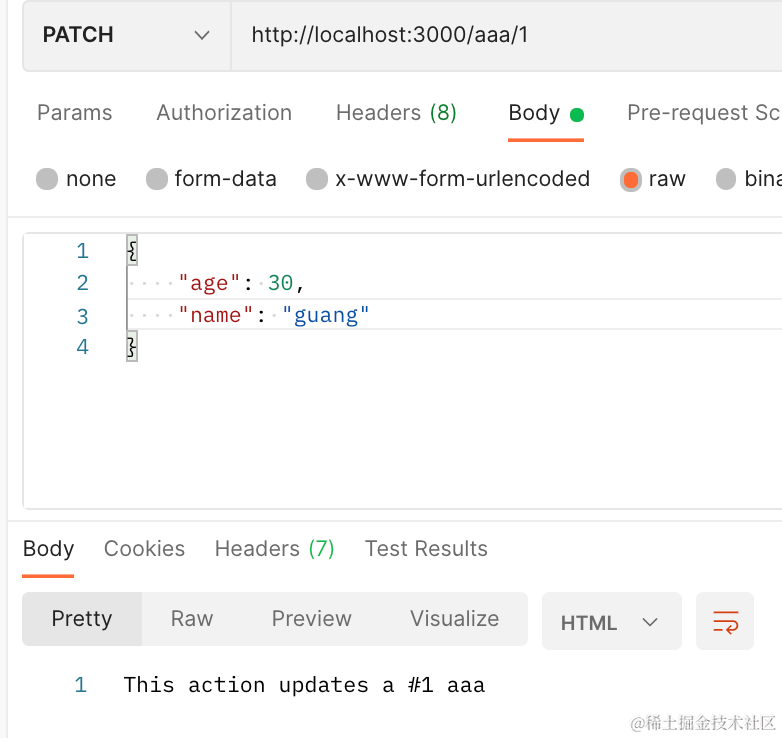 PATCH http://localhost:3000/aaa/1
Params Authorization Headers (8) Body Pre-request Sc
none form-data x-www-form-urlencoded raw bina
1 {
2 "age": 30,
3 "name": "guang"
4 }
Body Cookies Headers (7) Test Results
Pretty Raw Preview Visualize HTML
1 This action updates a #1 aaa
@稀土掘金技术社区